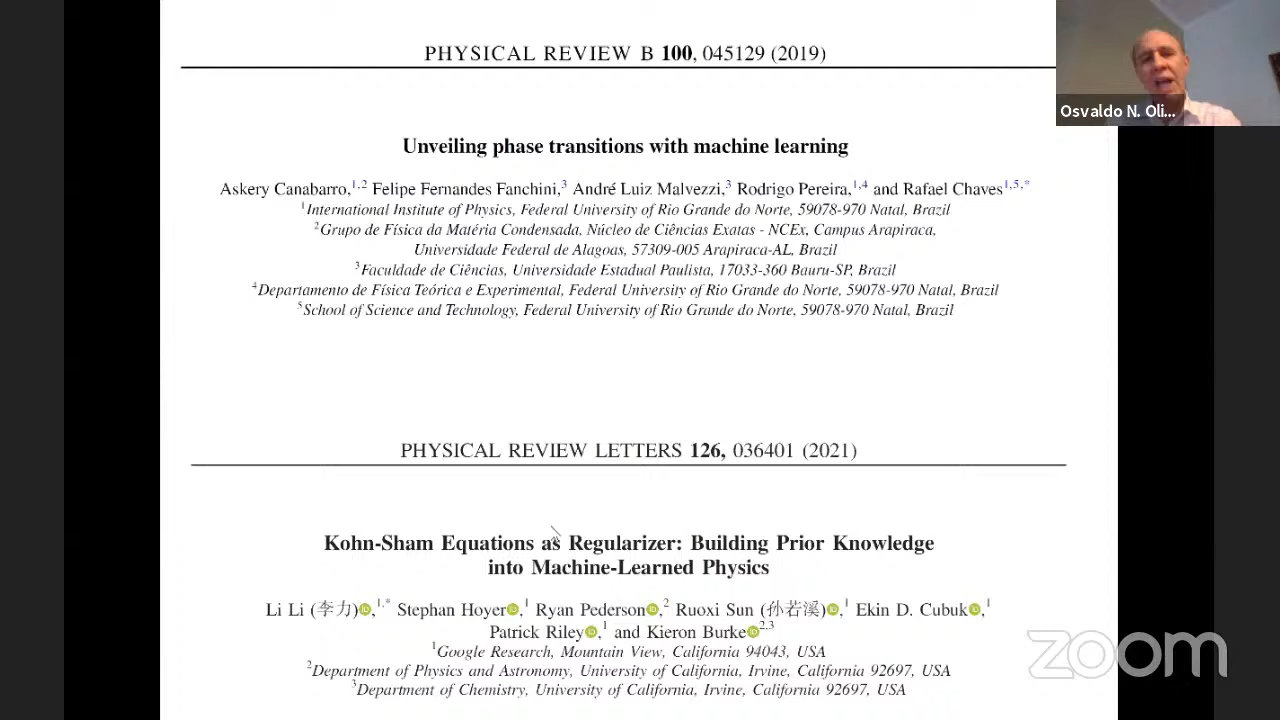 PHYSICAL REVIEW B 100, 045129 (2019)
Osvaldo N. Oli...
Unveiling phase transitions with machine learning
Askery Canabarro,1,2 Felipe Fernandes Fanchini,3 André Luiz Malvezzi,3 Rodrigo Pereira,1,4 and Rafael Chaves1,5,*
1International Institute of Physics, Federal University of Rio Grande do Norte, 59078-970 Natal, Brazil
2Grupo de Física da Matéria Condensada, Núcleo de Ciências Exatas - NCEx, Campus Arapiraca,
Universidade Federal de Alagoas, 57309-005 Arapiraca-AL, Brazil
3Faculdade de Ciências, Universidade Estadual Paulista, 17033-360 Bauru-SP, Brazil
4Departamento de Física Teórica e Experimental, Federal University of Rio Grande do Norte, 59078-970 Natal, Brazil
5School of Science and Technology, Federal University of Rio Grande do Norte, 59078-970 Natal, Brazil
PHYSICAL REVIEW LETTERS 126, 036401 (2021)
Kohn-Sham Equations as Regularizer: Building Prior Knowledge
into Machine-Learned Physics
Li Li (李力)iD,1,* Stephan HoyeriD,1 Ryan PedersoniD,2 Ruoxi Sun (孙若溪)iD,1 Ekin D. CubukiD,1
Patrick RileyiD,1 and Kieron BurkeiD2,3
1Google Research, Mountain View, California 94043, USA
2Department of Physics and Astronomy, University of California, Irvine, California 92697, USA
3Department of Chemistry, University of California, Irvine, California 92697, USA
zoom